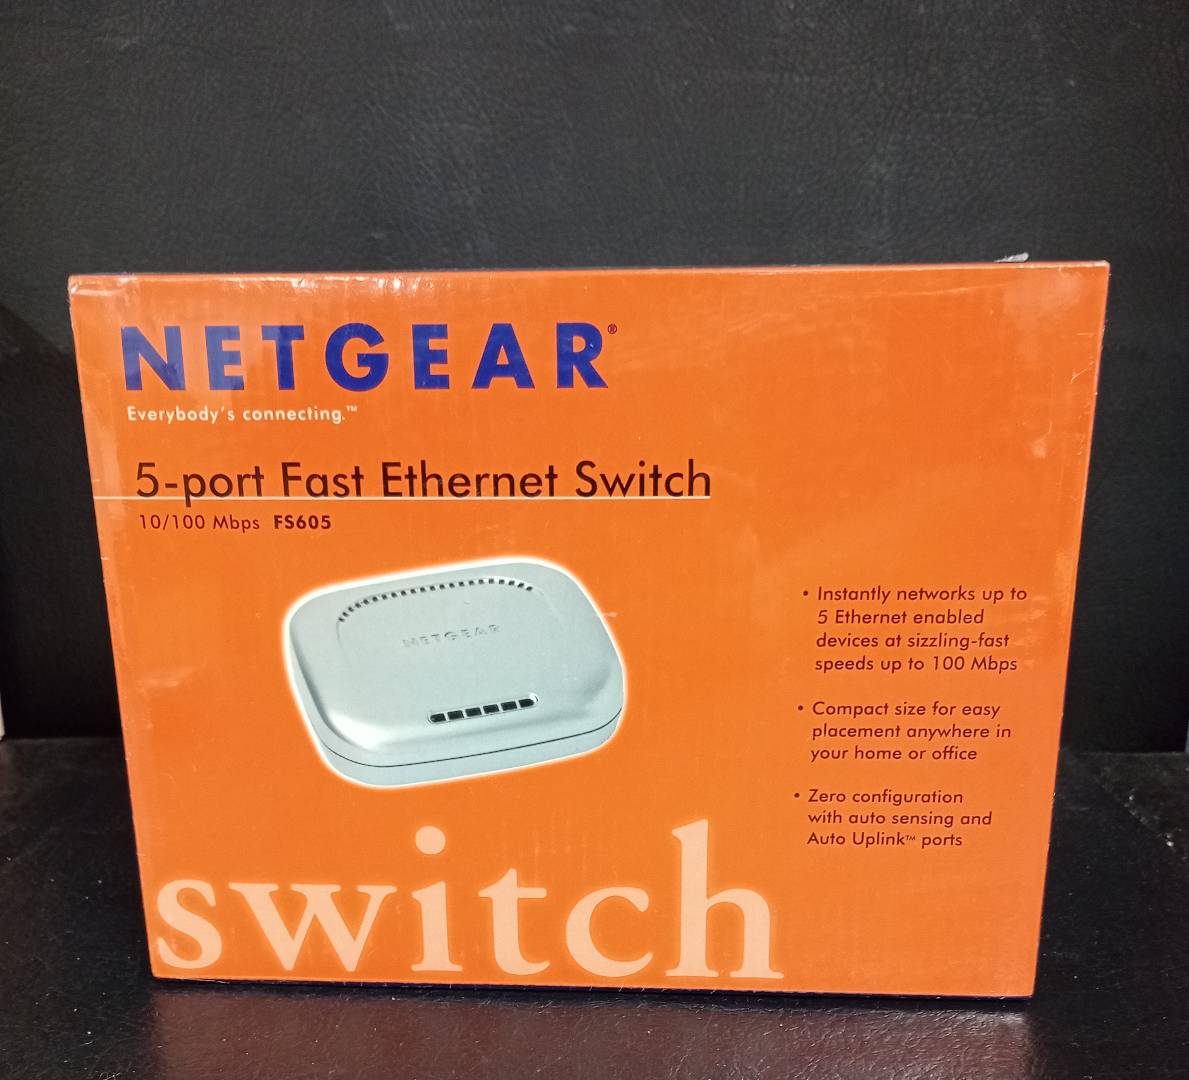 NETGEAR®
Everybody's connecting.™
5-port Fast Ethernet Switch
10/100 Mbps FS605
NETGEAR
• Instantly networks up to
5 Ethernet enabled
devices at sizzling-fast
speeds up to 100 Mbps
• Compact size for easy
placement anywhere in
your home or office
• Zero configuration
with auto sensing and
Auto Uplink™ ports
switch